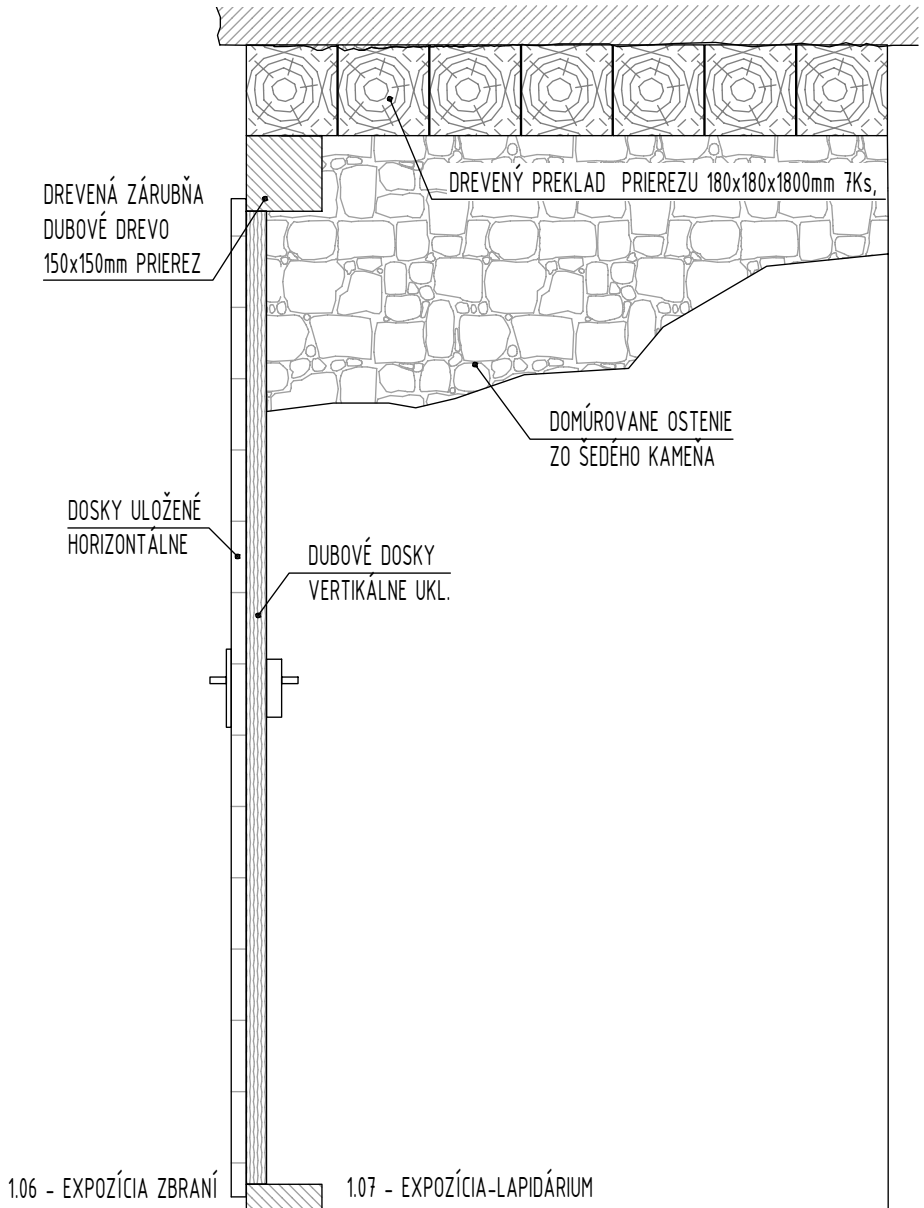 DREVENÝ PREKLAD PRIEREZU 180x180x1800mm 7Ks,
DREVENÁ ZÁRUBŇA
DUBOVÉ DREVO
150x150mm PRIEREZ
DOMÚROVANE OSTENIE
ZO ŠEDÉHO KAMEŇA
DOSKY ULOŽENÉ
HORIZONTÁLNE
DUBOVÉ DOSKY
VERTIKÁLNE UKL.
1.06 - EXPOZÍCIA ZBRANÍ
1.07 - EXPOZÍCIA-LAPIDÁRIUM